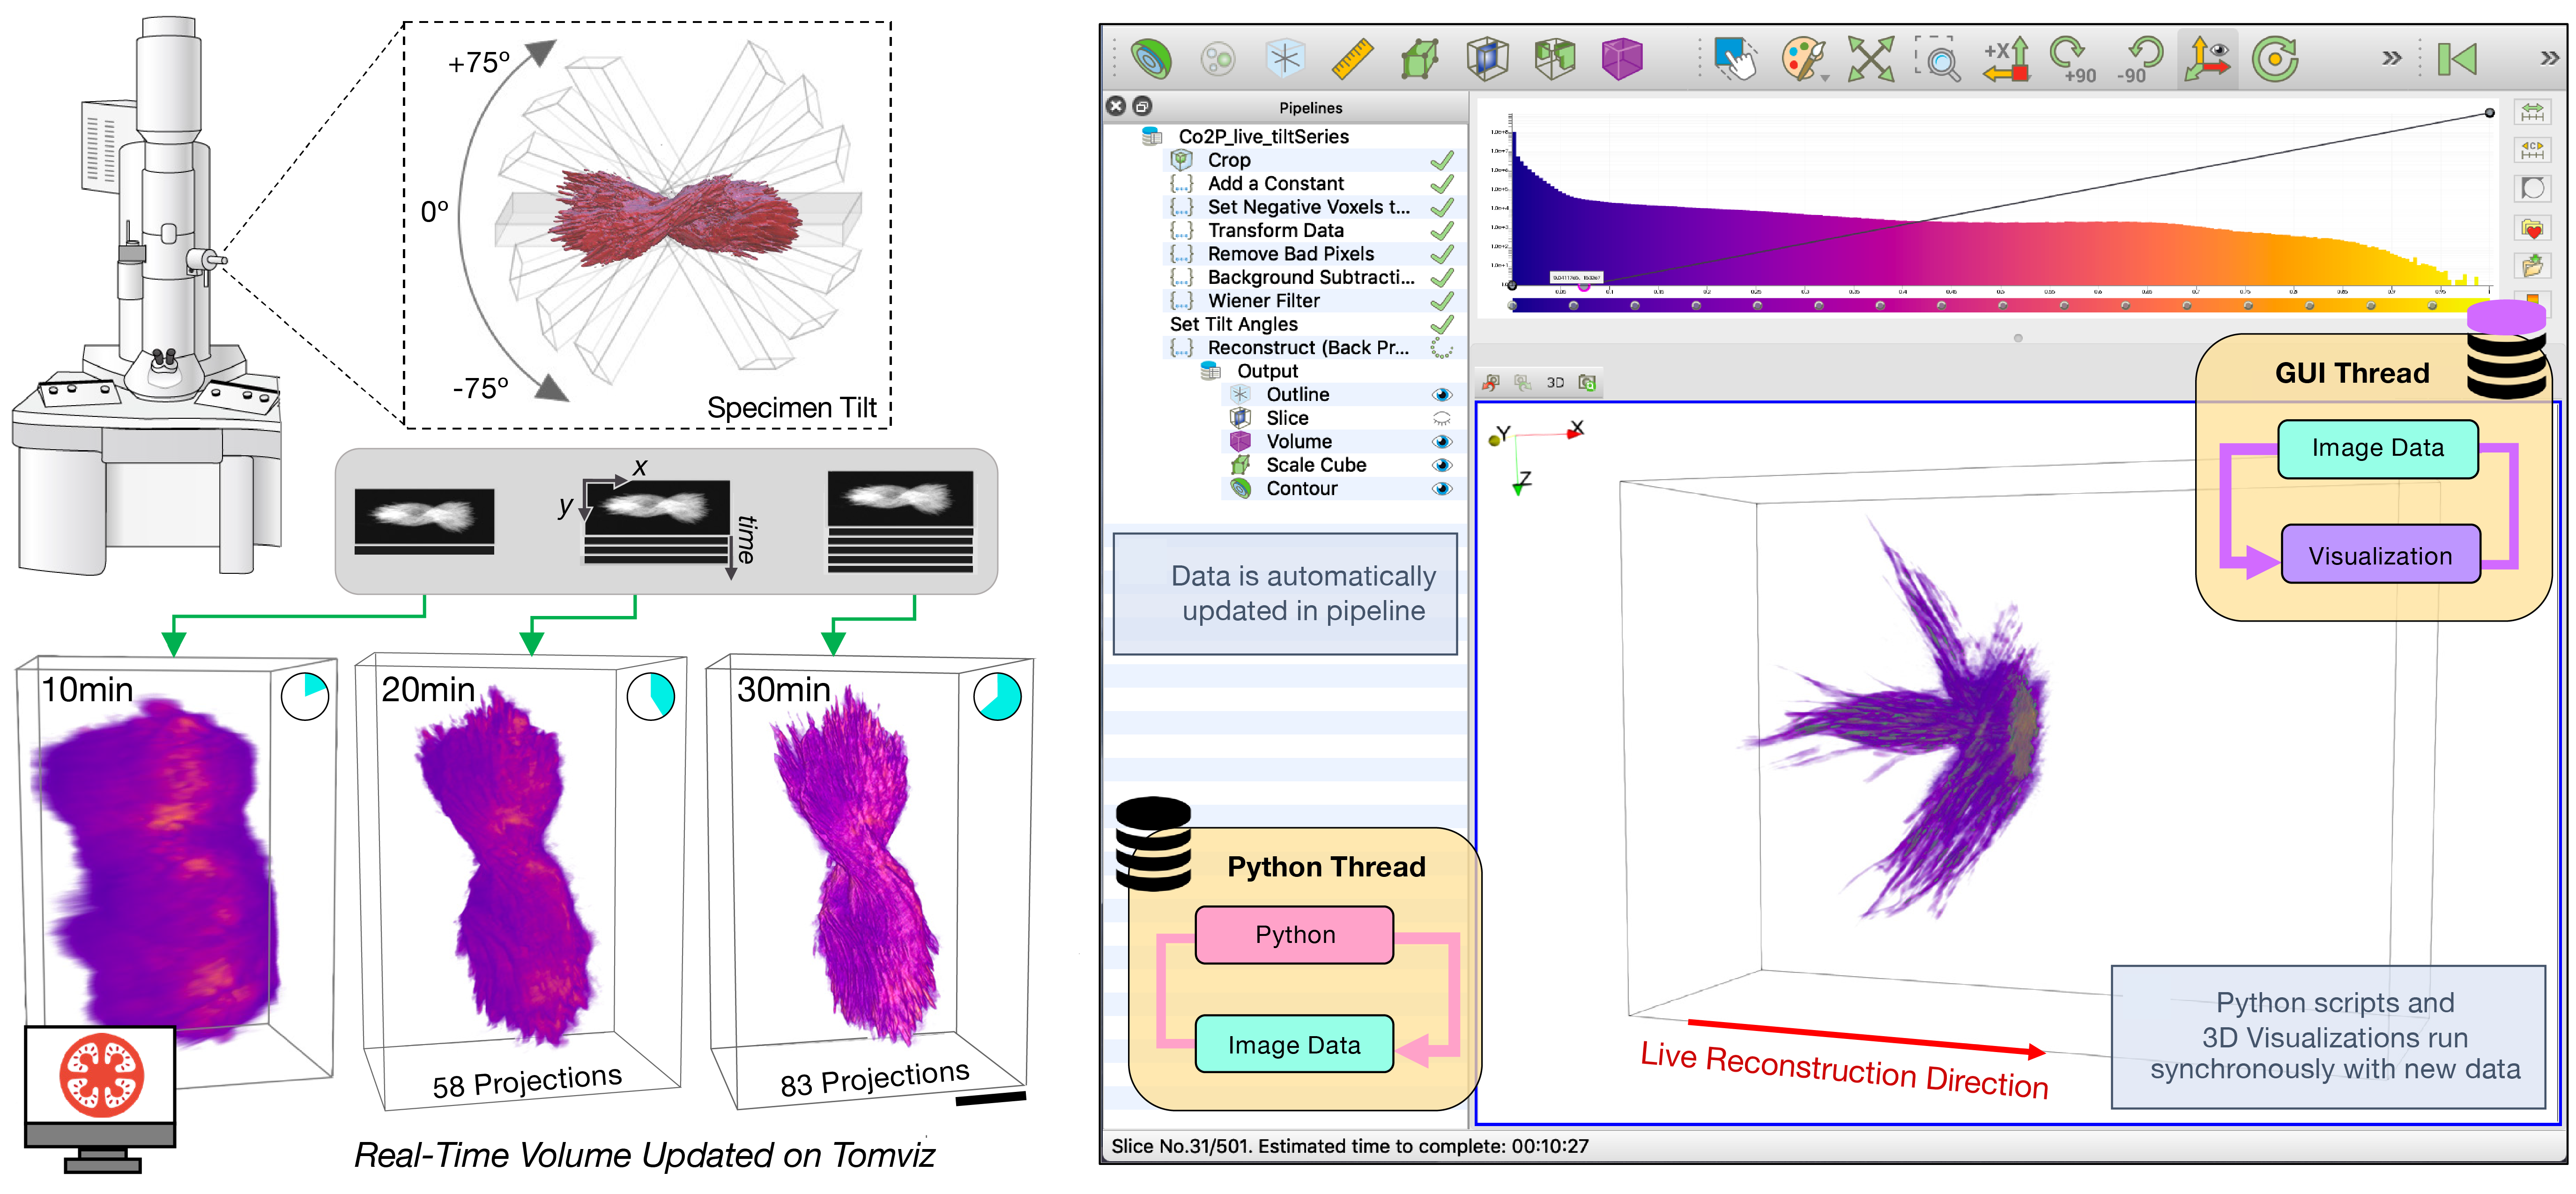 +75°
0°
-75°
Specimen Tilt
x
y
time
10min
20min
30min
58 Projections
83 Projections
Real-Time Volume Updated on Tomviz
+X
+90
-90
Pipelines
Co2P_live_tiltSeries
Crop
Add a Constant
Set Negative Voxels t...
Transform Data
Remove Bad Pixels
Background Subtracti...
Wiener Filter
Set Tilt Angles
Reconstruct (Back Pr...
Output
Outline
Slice
Volume
Scale Cube
Contour
Data is automatically
updated in pipeline
Python Thread
Python
Image Data
C
3D
Y
X
Z
GUI Thread
Image Data
Visualization
Live Reconstruction Direction
Python scripts and
3D Visualizations run
synchronously with new data
Slice No.31/501. Estimated time to complete: 00:10:27